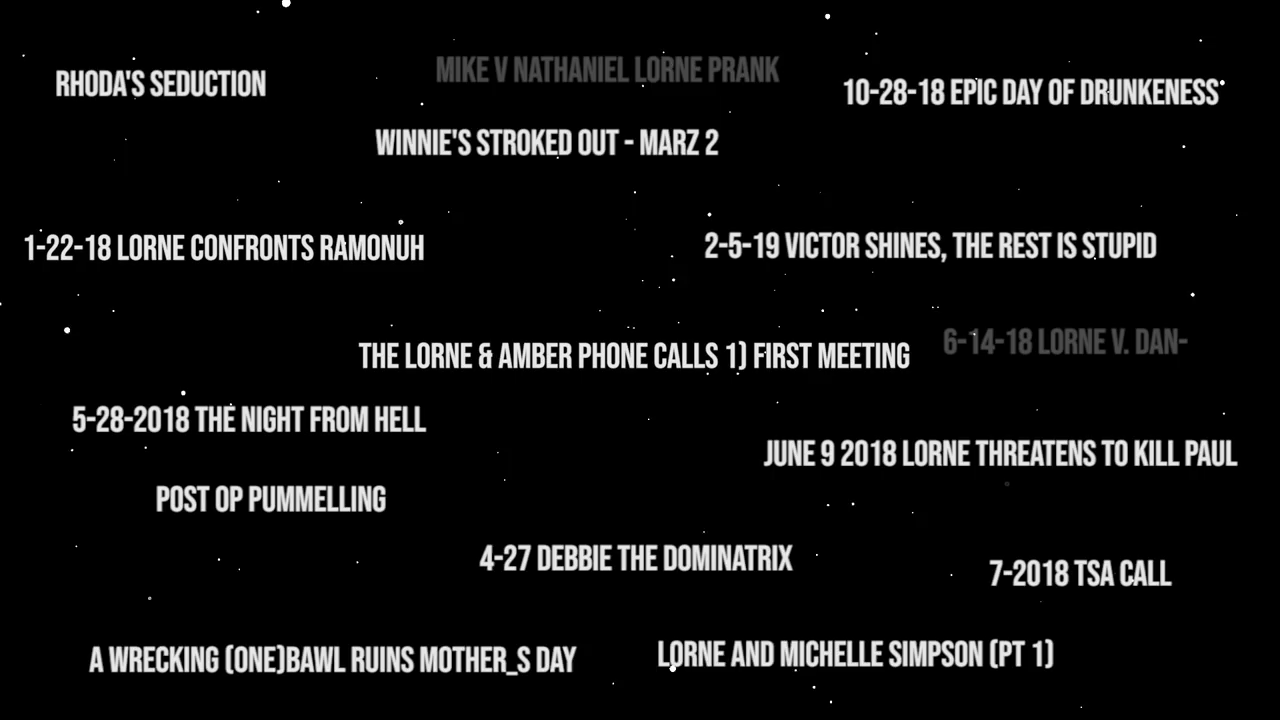 RHODA'S SEDUCTION
MIKE V NATHANIEL LORNE PRANK
10-28-18 EPIC DAY OF DRUNKENESS
WINNIE'S STROKED OUT - MARZ 2
1-22-18 LORNE CONFRONTS RAMONUH
2-5-19 VICTOR SHINES, THE REST IS STUPID
THE LORNE & AMBER PHONE CALLS 1) FIRST MEETING
6-14-18 LORNE V. DAN-
5-28-2018 THE NIGHT FROM HELL
JUNE 9 2018 LORNE THREATENS TO KILL PAUL
POST OP PUMMELLING
4-27 DEBBIE THE DOMINATRIX
7-2018 TSA CALL
A WRECKING (ONE)BAWL RUINS MOTHER_S DAY
LORNE AND MICHELLE SIMPSON (PT 1)